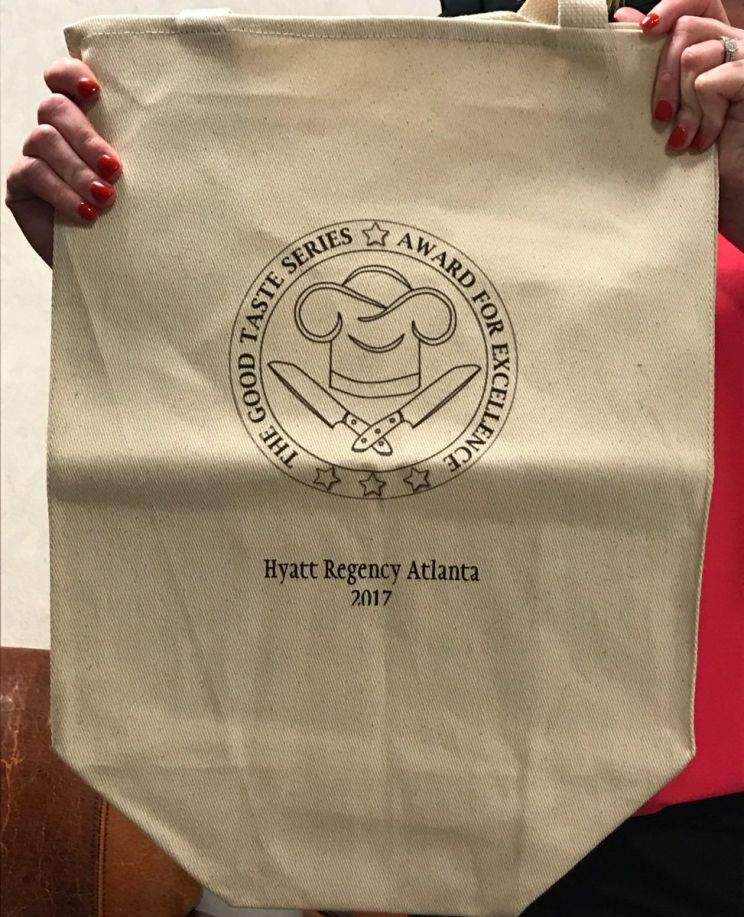 THE GOOD TASTE SERIES
AWARD FOR EXCELLENCE
Hyatt Regency Atlanta
2017